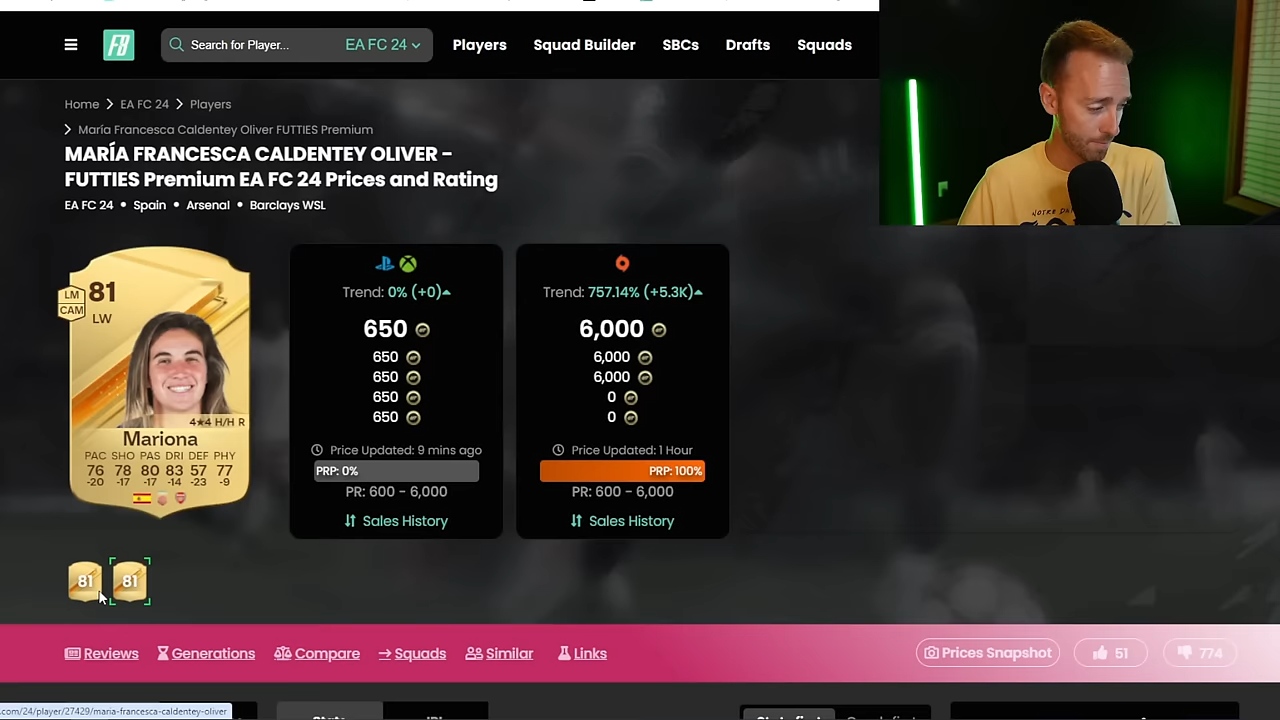 Search for Player...
EA FC 24
Players
Squad Builder
SBCs
Drafts
Squads
Home
EA FC 24
Players
María Francesca Caldentey Oliver FUTTIES Premium
MARÍA FRANCESCA CALDENTEY OLIVER -
FUTTIES Premium EA FC 24 Prices and Rating
EA FC 24 • Spain • Arsenal • Barclays WSL
81
LM
CAM
LW
4★4 H/H R
Mariona
PAC SHO PAS DRI DEF PHY
76 78 80 83 57 77
-20 -17 -17 -14 -23 -9
Trend: 0% (+0)
650
650
650
650
650
Price Updated: 9 mins ago
PRP: 0%
PR: 600 - 6,000
Sales History
Trend: 757.14% (+5.3K)
6,000
6,000
6,000
0
0
Price Updated: 1 Hour
PRP: 100%
PR: 600 - 6,000
Sales History
81
81
Reviews
Generations
Compare
Squads
Similar
Links
Prices Snapshot
51
774
.com/24/player/27429/maria-francesca-caldentey-oliver